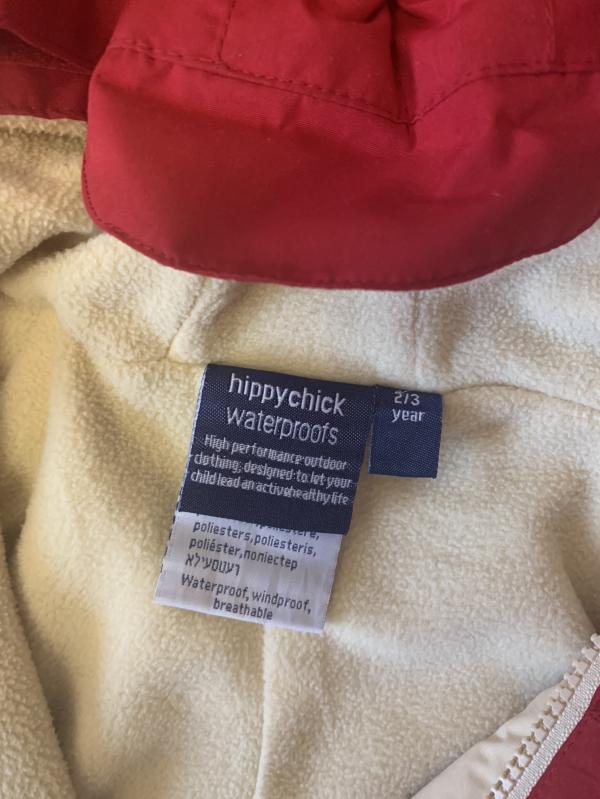 hippychick
waterproofs
High performance outdoor
clothing, designed to let your
child lead an active healthy life
2/3
year
poliesters,poliesteris,
poliéster,полиестер
Waterproof, windproof,
breathable